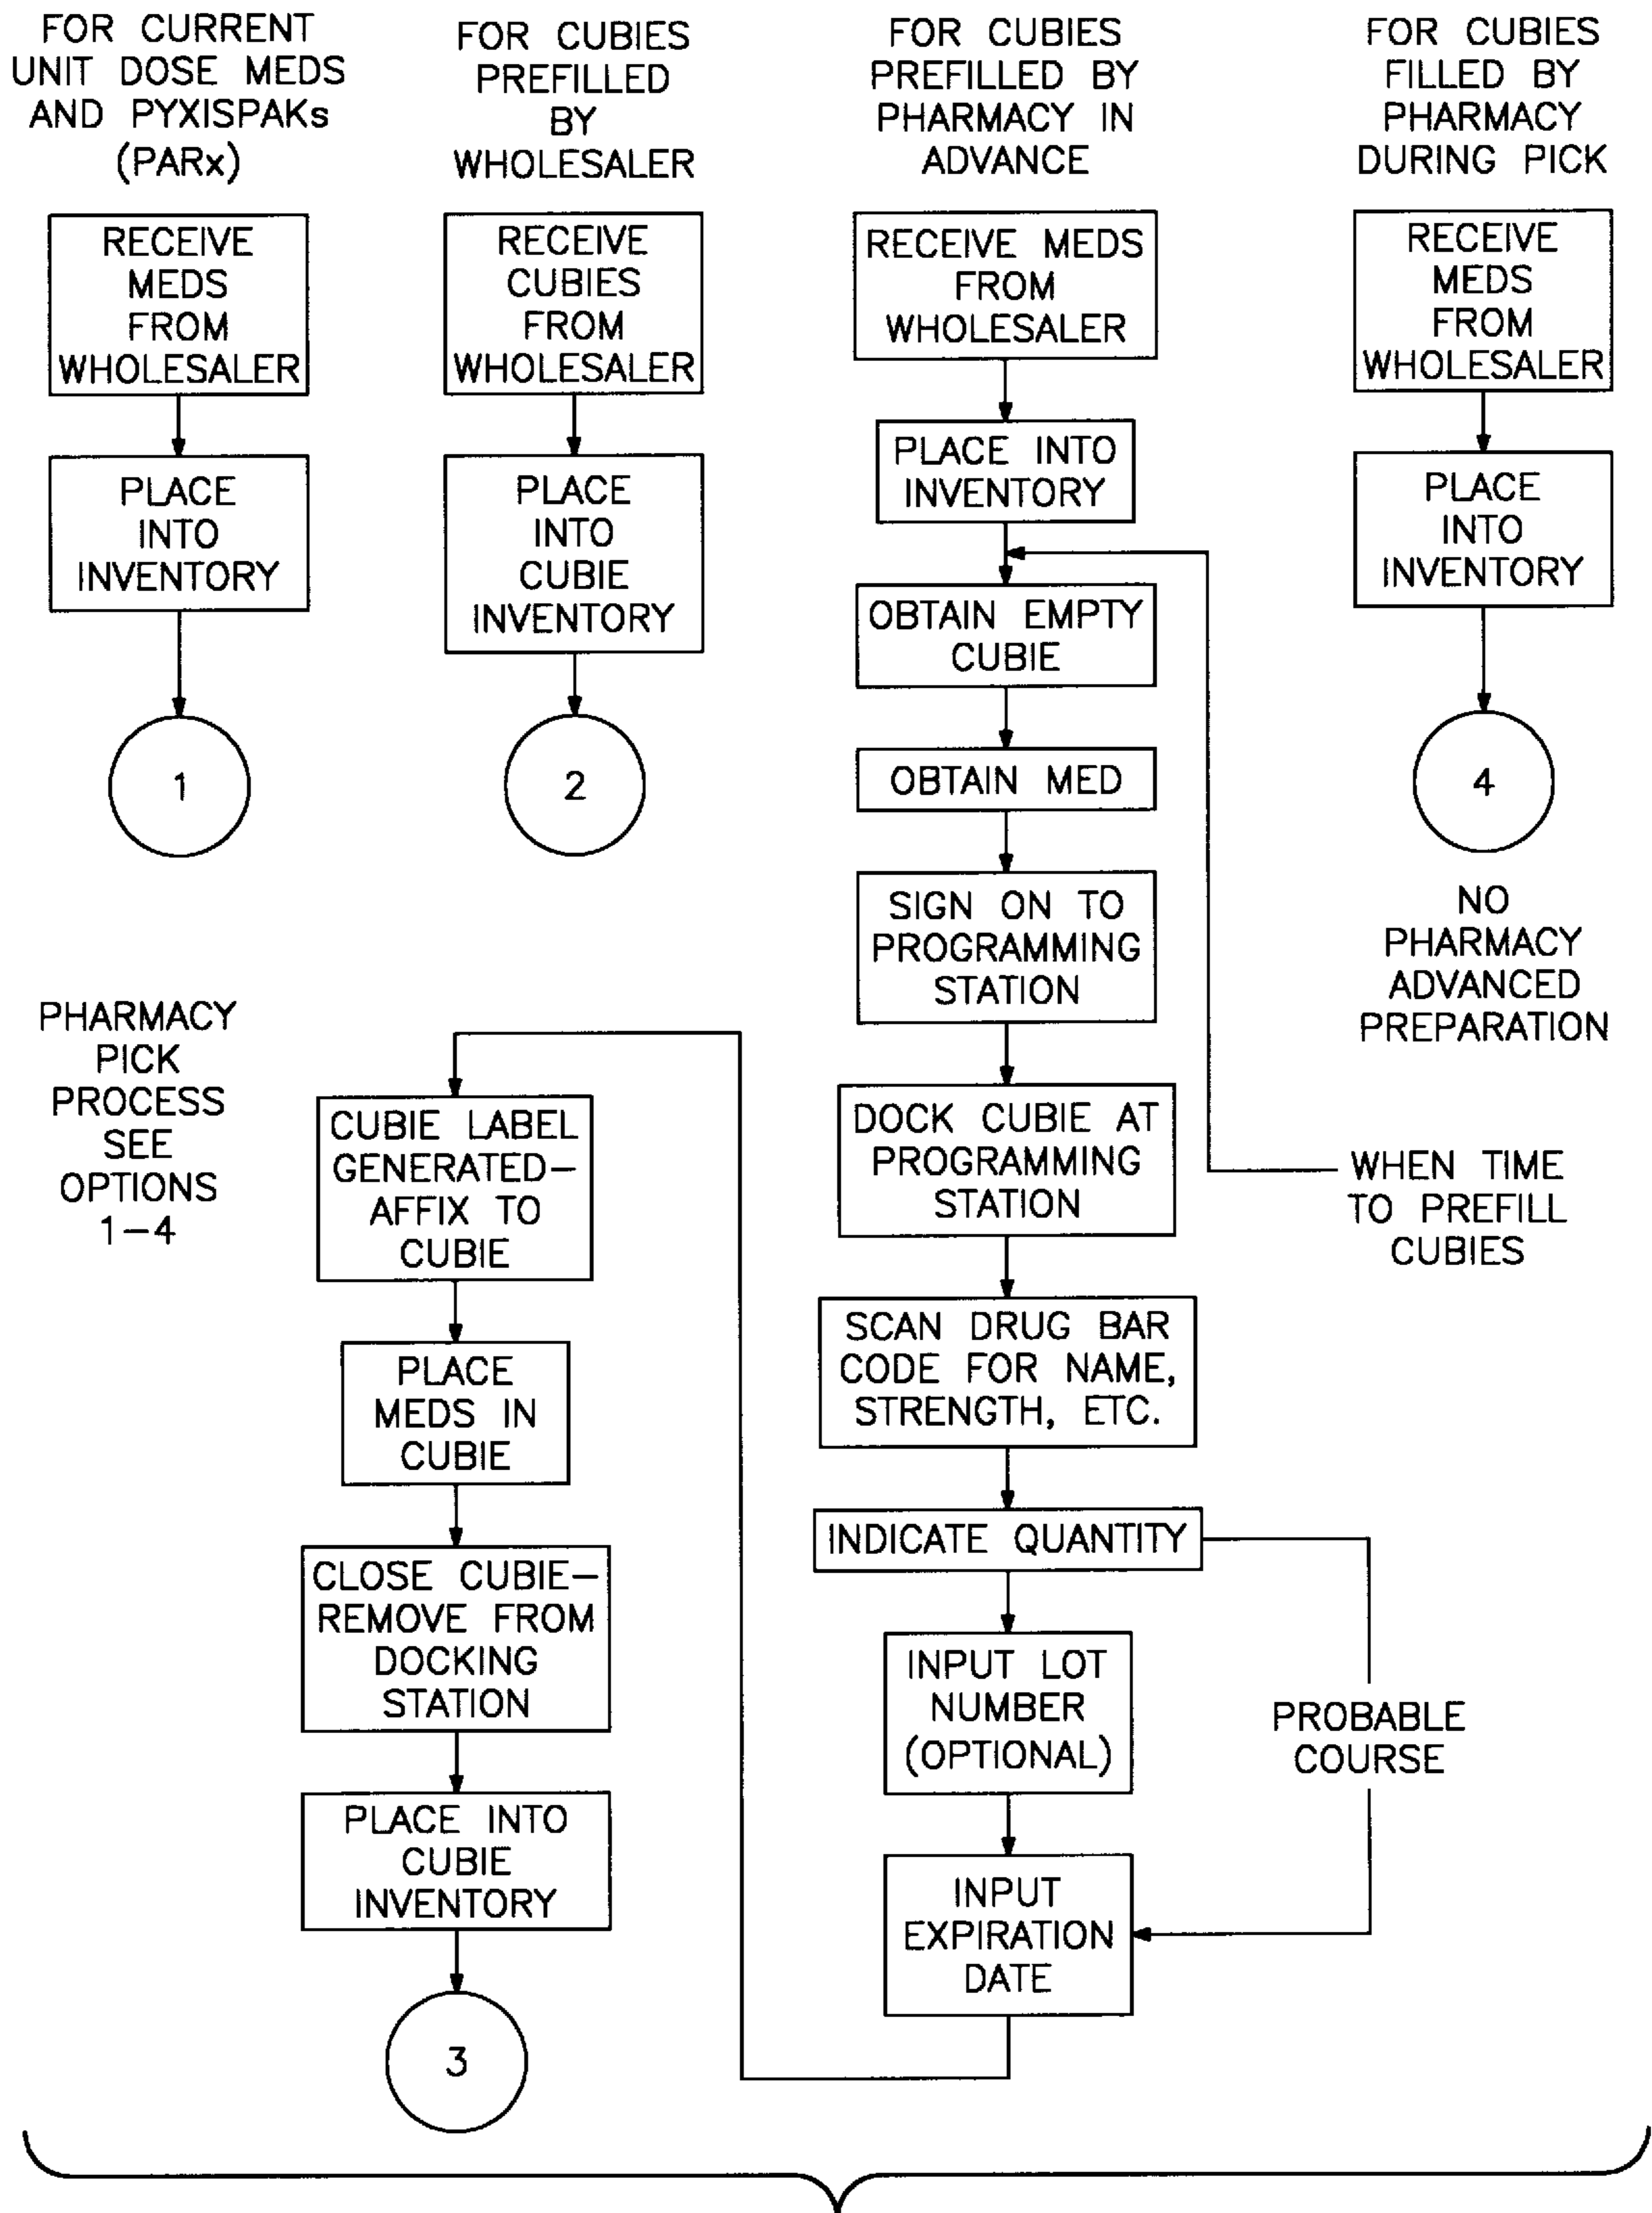 FOR CURRENT
UNIT DOSE MEDS
AND PYXISPAKs
(PARx)
RECEIVE
MEDS
FROM
WHOLESALER
PLACE
INTO
INVENTORY
1
FOR CUBIES
PREFILLED
BY
WHOLESALER
RECEIVE
CUBIES
FROM
WHOLESALER
PLACE
INTO
CUBIE
INVENTORY
2
FOR CUBIES
PREFILLED BY
PHARMACY IN
ADVANCE
RECEIVE MEDS
FROM
WHOLESALER
PLACE INTO
INVENTORY
OBTAIN EMPTY
CUBIE
OBTAIN MED
SIGN ON TO
PROGRAMMING
STATION
DOCK CUBIE AT
PROGRAMMING
STATION
WHEN TIME
TO PREFILL
CUBIES
SCAN DRUG BAR
CODE FOR NAME,
STRENGTH, ETC.
INDICATE QUANTITY
INPUT LOT
NUMBER
(OPTIONAL)
PROBABLE
COURSE
INPUT
EXPIRATION
DATE
CUBIE LABEL
GENERATED–
AFFIX TO
CUBIE
PLACE
MEDS IN
CUBIE
CLOSE CUBIE–
REMOVE FROM
DOCKING
STATION
PLACE INTO
CUBIE
INVENTORY
3
FOR CUBIES
FILLED BY
PHARMACY
DURING PICK
RECEIVE
MEDS
FROM
WHOLESALER
PLACE
INTO
INVENTORY
4
NO
PHARMACY
ADVANCED
PREPARATION
PHARMACY
PICK
PROCESS
SEE
OPTIONS
1–4